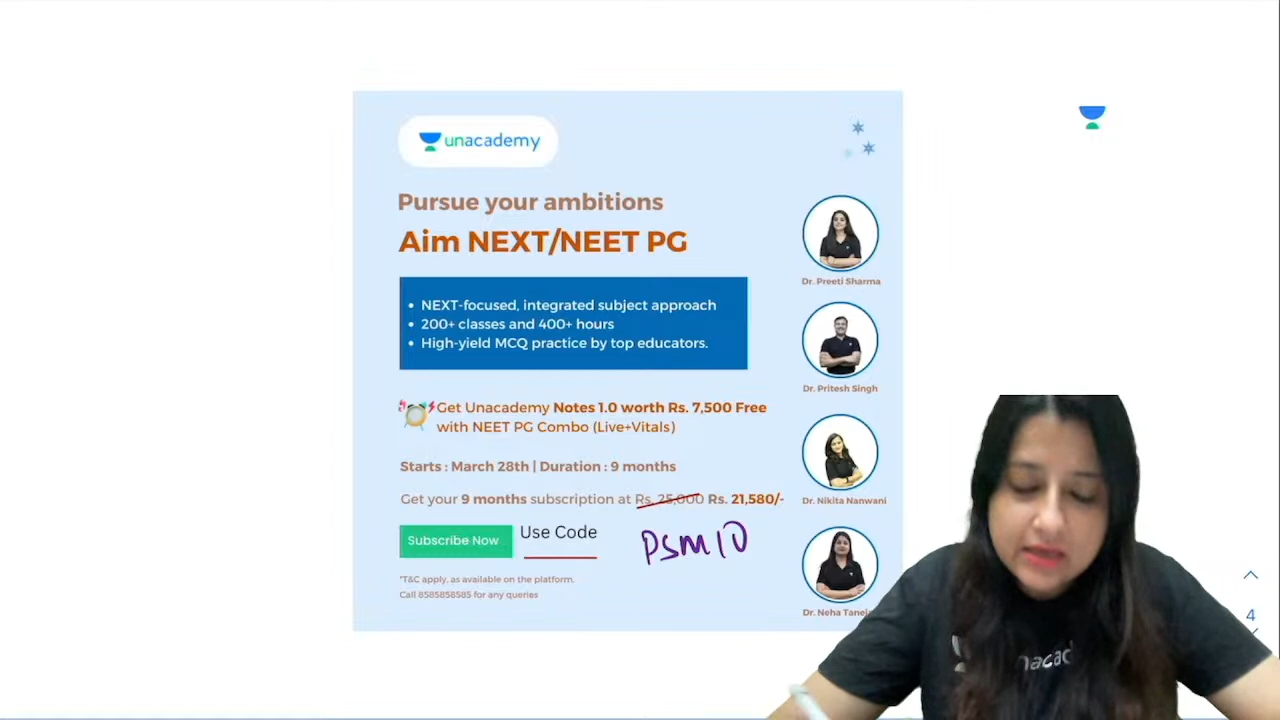 unacademy
Pursue your ambitions
Aim NEXT/NEET PG
• NEXT-focused, integrated subject approach
• 200+ classes and 400+ hours
• High-yield MCQ practice by top educators.
Get Unacademy Notes 1.0 worth Rs. 7,500 Free
with NEET PG Combo (Live+Vitals)
Starts : March 28th | Duration : 9 months
Get your 9 months subscription at Rs. 25,000 Rs. 21,580/-
Subscribe Now Use Code PSM10
*T&C apply, as available on the platform.
Call 8585858585 for any queries
Dr. Preeti Sharma
Dr. Pritesh Singh
Dr. Nikita Nanwani
Dr. Neha Taneja
4